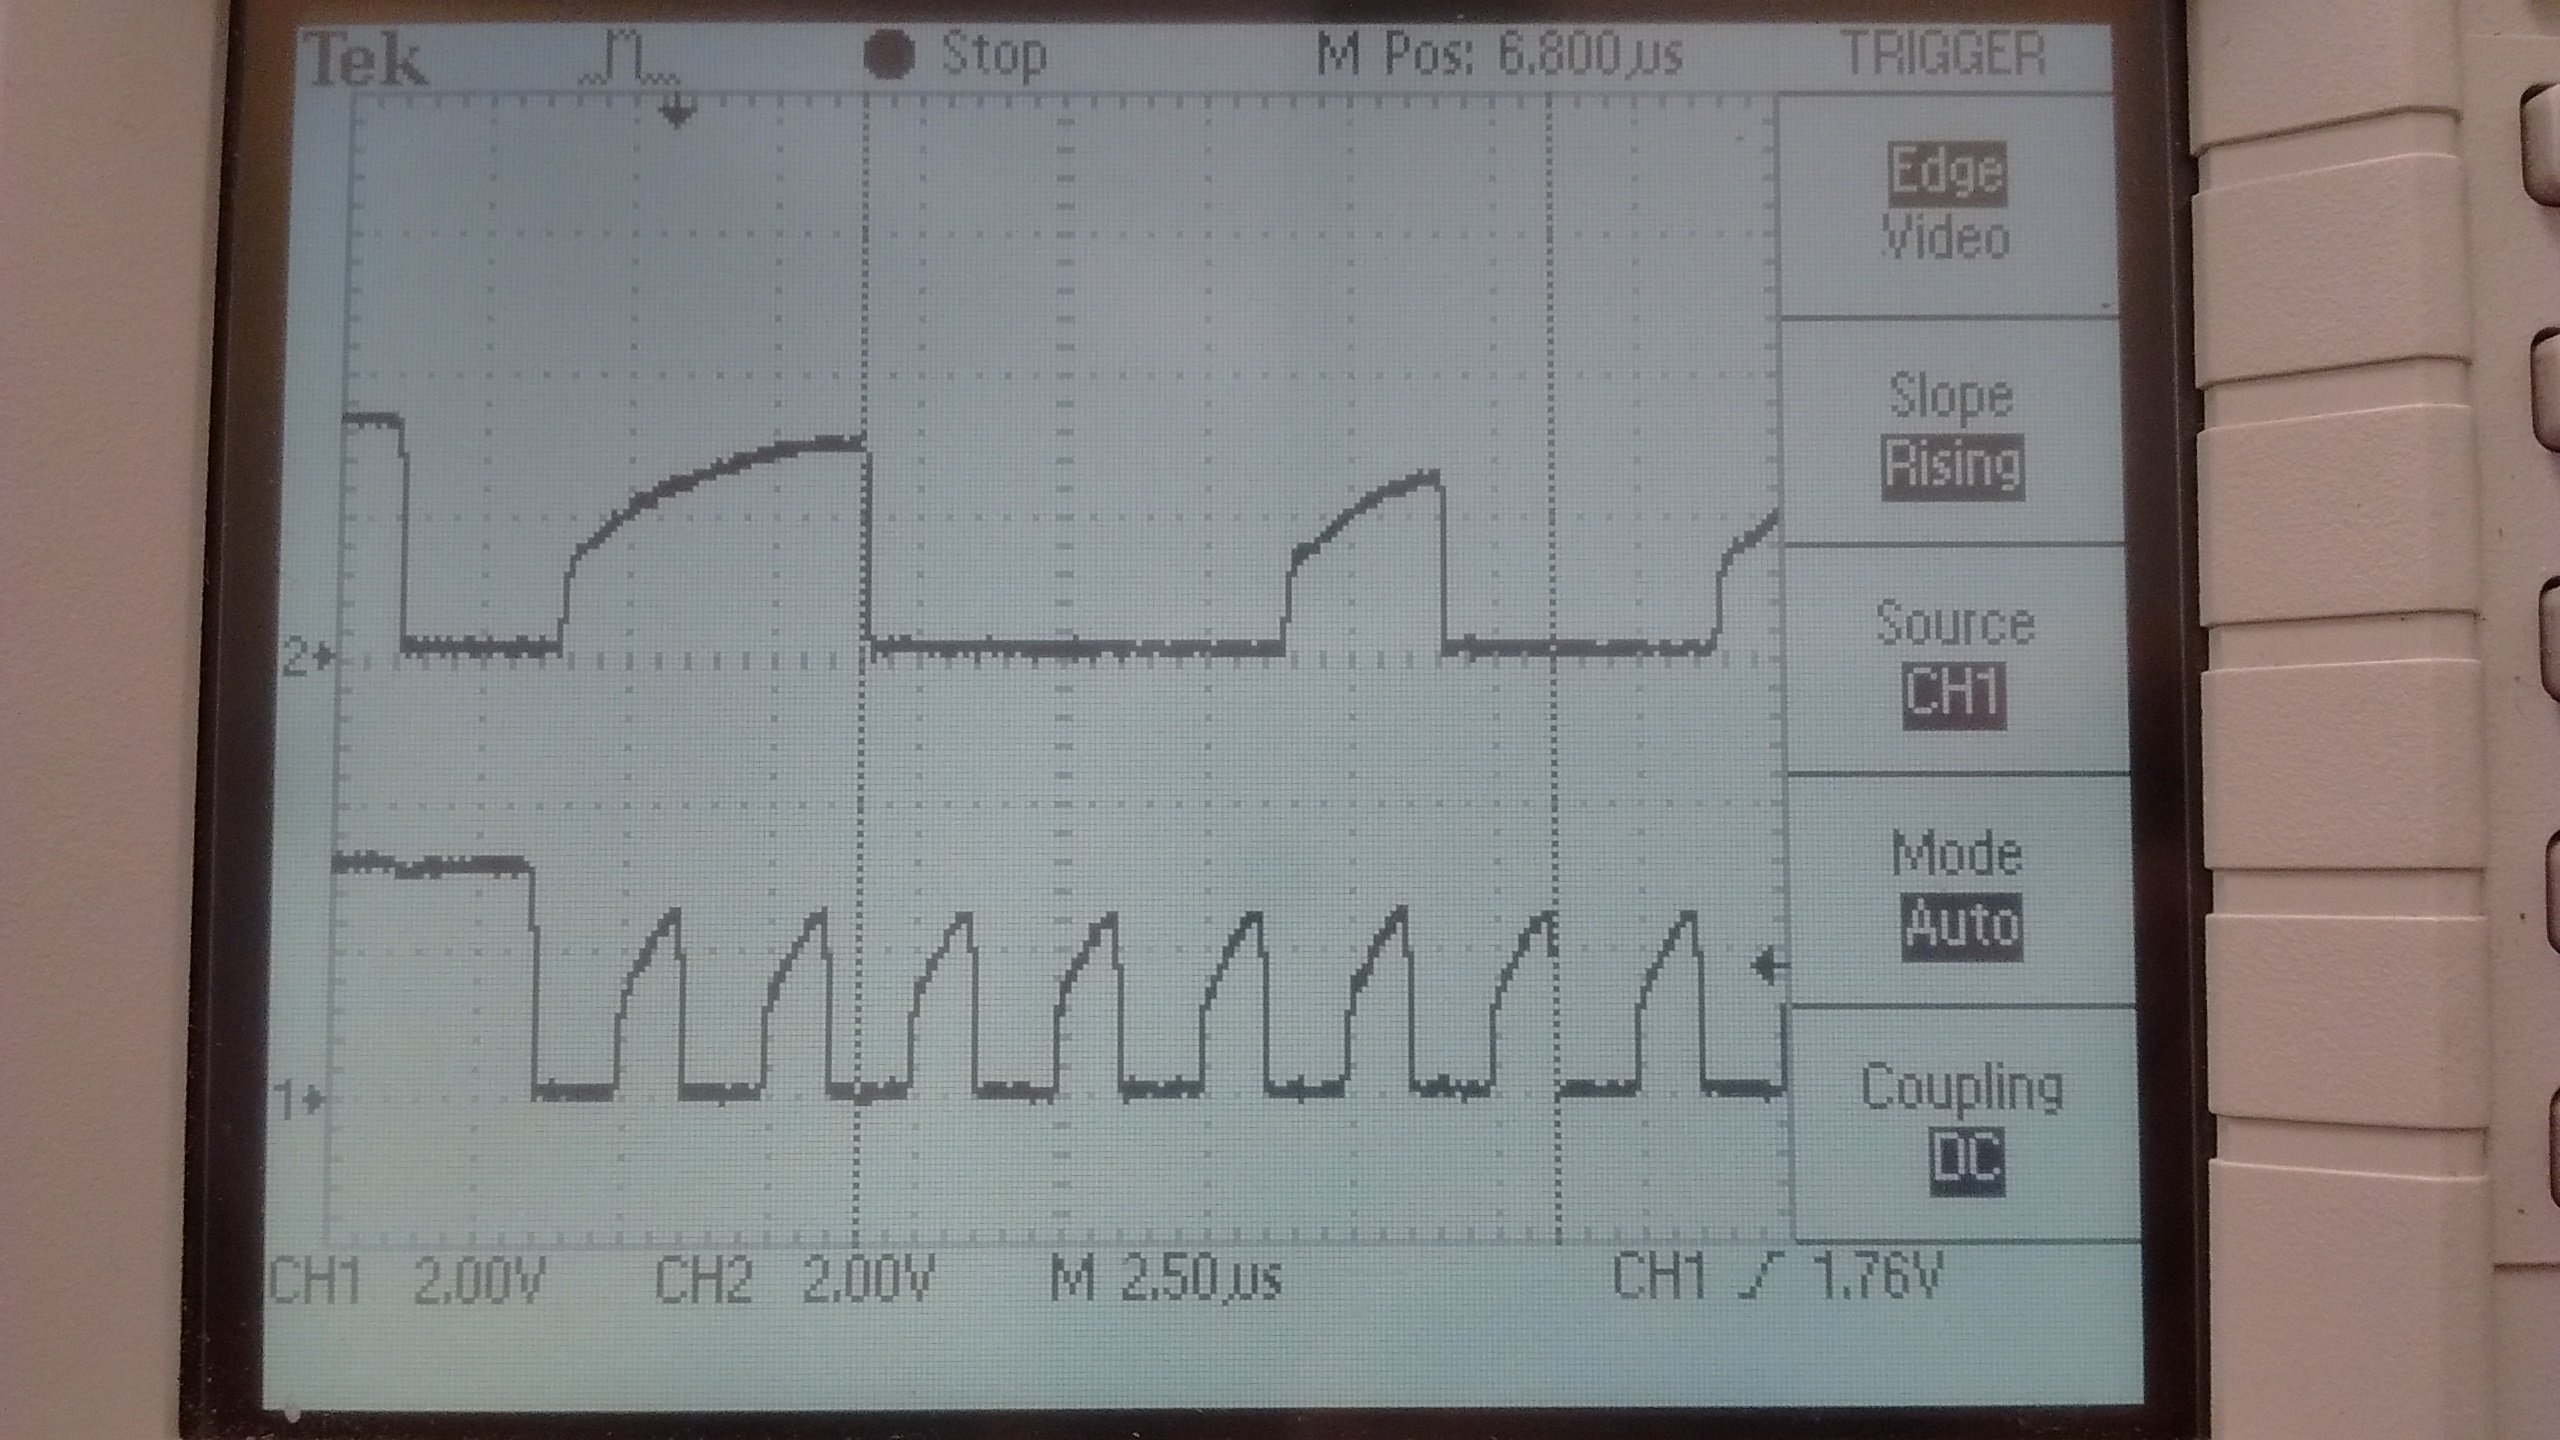 Tek Stop M Pos: 6.800µs TRIGGER
Edge
Video
Slope
Rising
Source
CH1
Mode
Auto
Coupling
DC
2
1
CH1 2.00V CH2 2.00V M 2.50µs CH1 1.76V